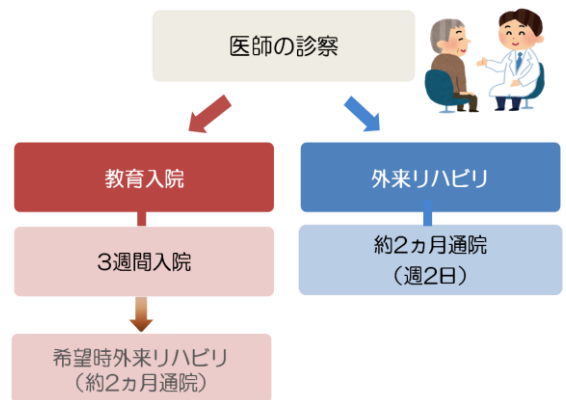 医師の診察
教育入院
外来リハビリ
3週間入院
約2ヵ月通院
（週2日）
希望時外来リハビリ
（約2ヵ月通院）